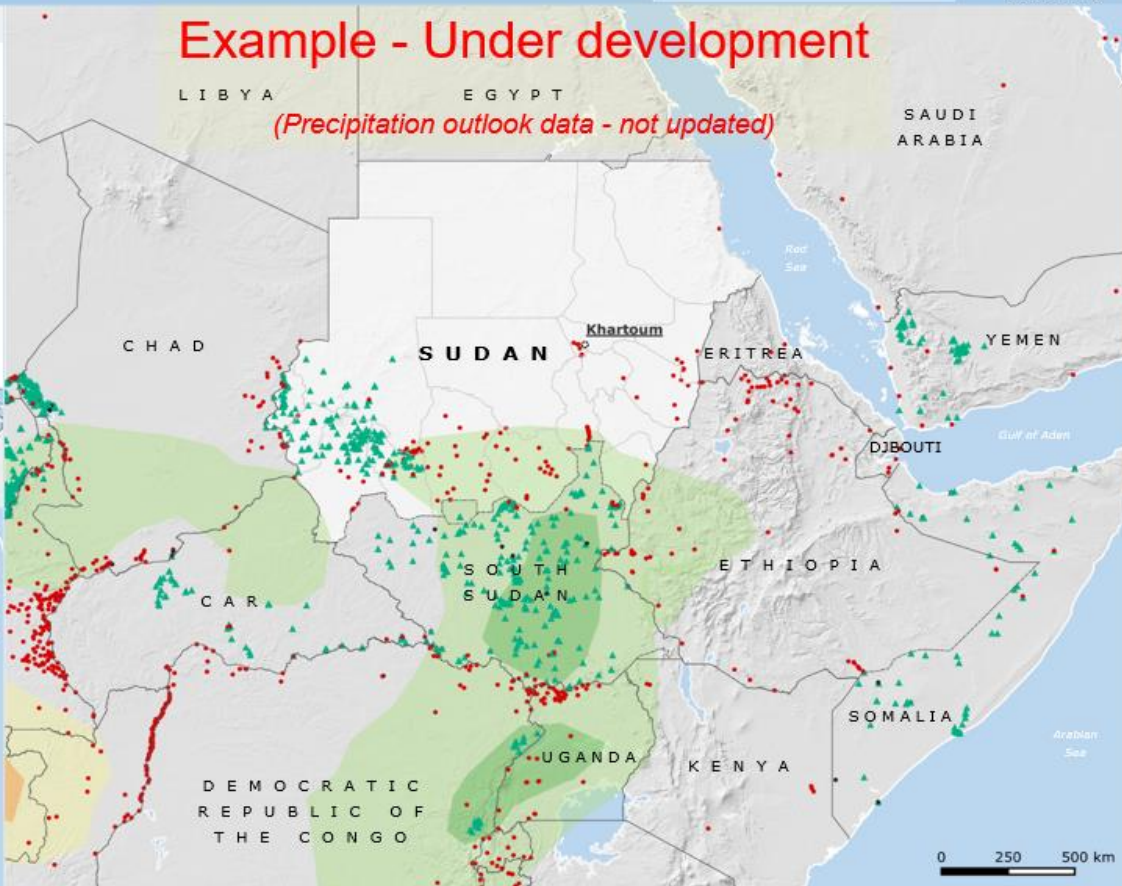 Example - Under development
LIBYA
EGYPT
(Precipitation outlook data - not updated)
SAUDI
ARABIA
Red
Sea
Khartoum
CHAD
SUDAN
ERITREA
YEMEN
DJBOUTI
Gulf of Aden
ETHIOPIA
SOUTH
SUDAN
CAR
SOMALIA
Arabian
Sea
UGANDA
KENYA
DEMOCRATIC
REPUBLIC OF
THE CONGO
0 250 500 km